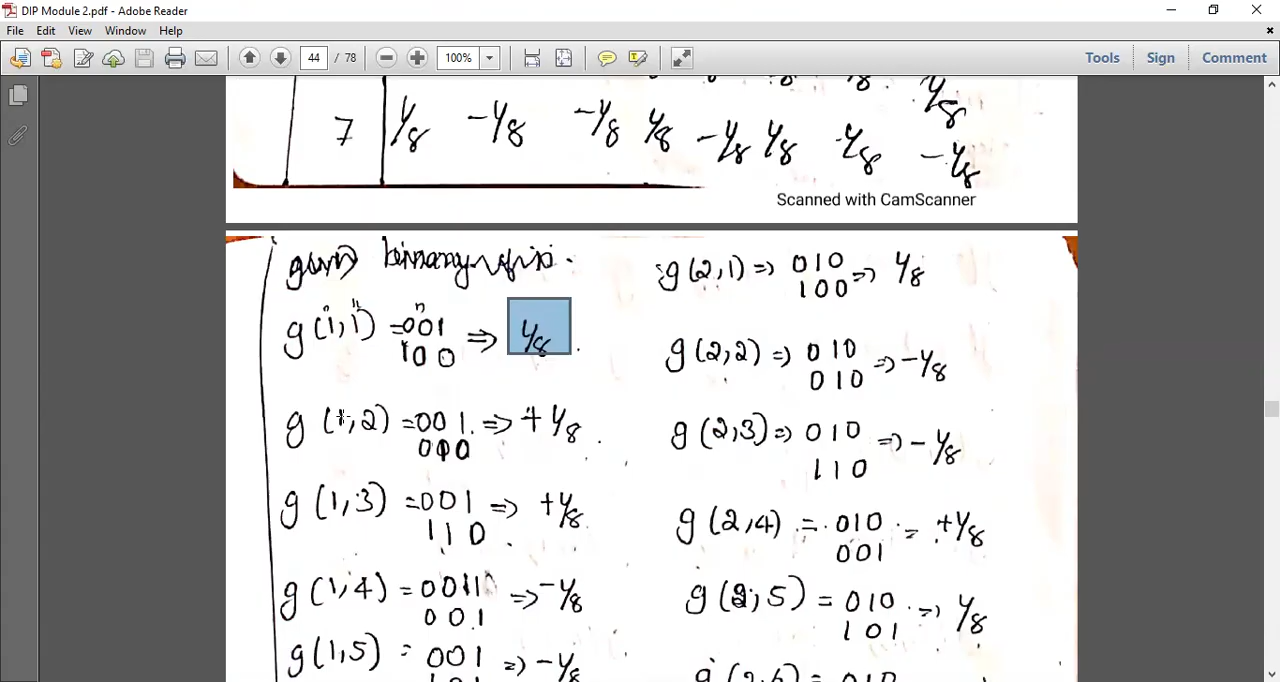 DIP Module 2.pdf - Adobe Reader
File Edit View Window Help
44 / 78 100% Tools Sign Comment
1/8
7 1/8 -1/8 -1/8 1/8 -1/8 1/8 1/8 -1/8
Scanned with CamScanner
binary
g(1,1) = 001 => 1/8
100
g(1,2) = 001 => + 1/8
010
g(1,3) = 001 => +1/8
110
g(1,4) = 001 => -1/8
001
g(1,5) = 001 => -1/8
g(2,1) => 010 => 1/8
100
g(2,2) => 010 => -1/8
010
g(2,3) => 010 => -1/8
110
g(2,4) = 010 = +1/8
001
g(2,5) = 010 => 1/8
101